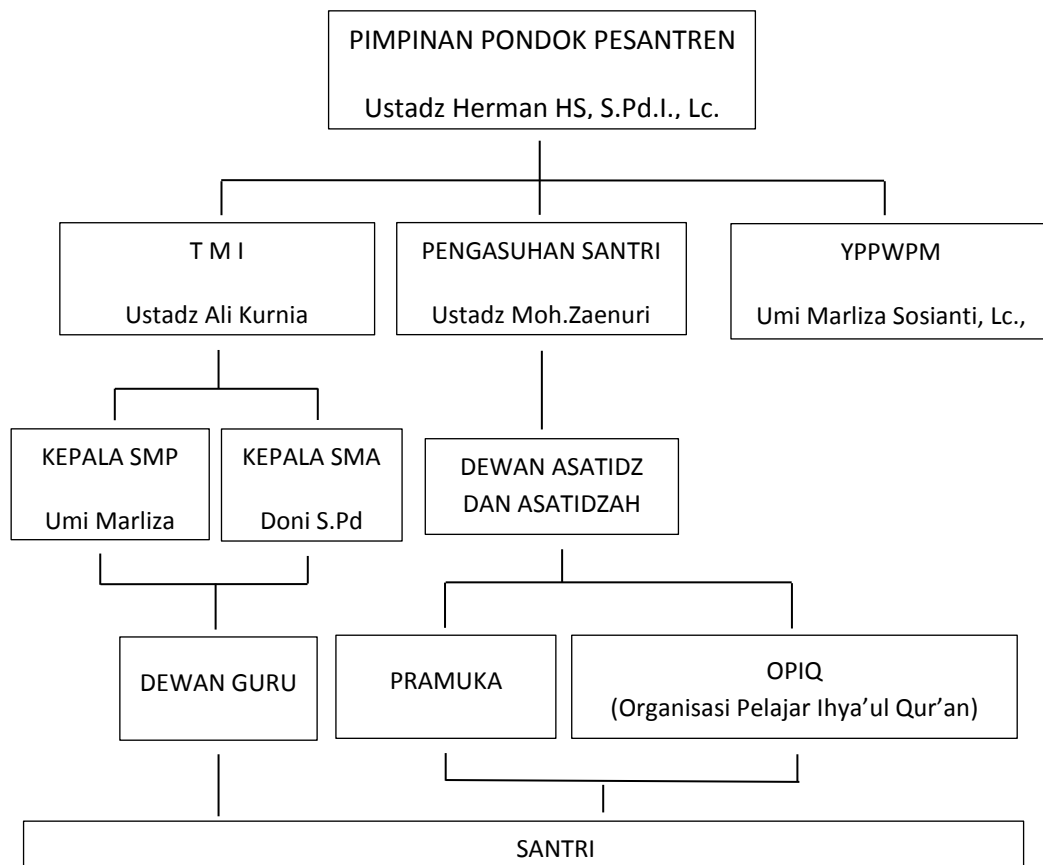 PIMPINAN PONDOK PESANTREN
Ustadz Herman HS, S.Pd.I., Lc.
T M I
Ustadz Ali Kurnia
PENGASUHAN SANTRI
Ustadz Moh.Zaenuri
YPPWPM
Umi Marliza Sosianti, Lc.,
KEPALA SMP
Umi Marliza
KEPALA SMA
Doni S.Pd
DEWAN ASATIDZ
DAN ASATIDZAH
DEWAN GURU
PRAMUKA
OPIQ
(Organisasi Pelajar Ihya’ul Qur’an)
SANTRI